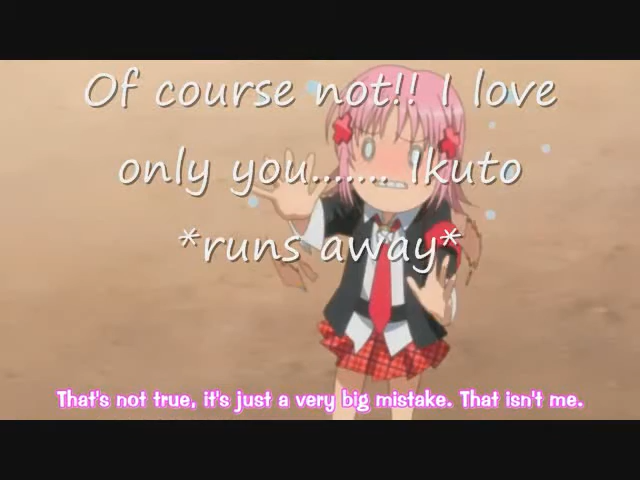 Of course not!! I love
only you....... Ikuto
*runs away*
That's not true, it's just a very big mistake. That isn't me.